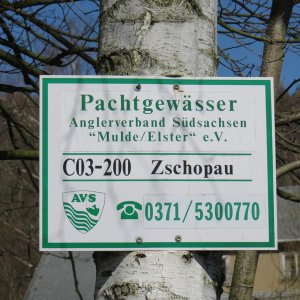 Pachtgewässer
Anglerverband Südsachsen
"Mulde/Elster" e.V.
C03-200 Zschopau
AVS
☎ 0371/5300770